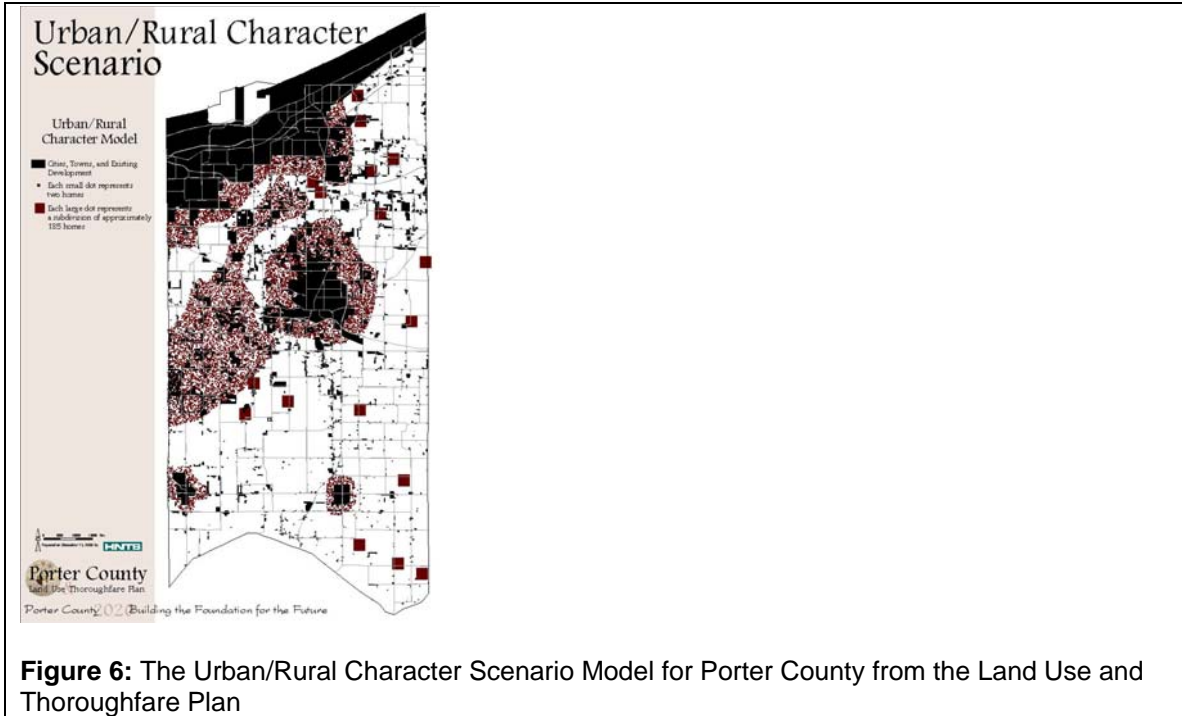 Urban/Rural Character
Scenario
Urban/Rural
Character Model
Cities, Towns, and Existing
Development
Each small dot represents
two homes
Each large dot represents
a subdivision of approximately
homes
HNTB
Porter County
Land Use Thoroughfare Plan
Porter County 2020 Building the Foundation for the Future
Figure 6: The Urban/Rural Character Scenario Model for Porter County from the Land Use and
Thoroughfare Plan